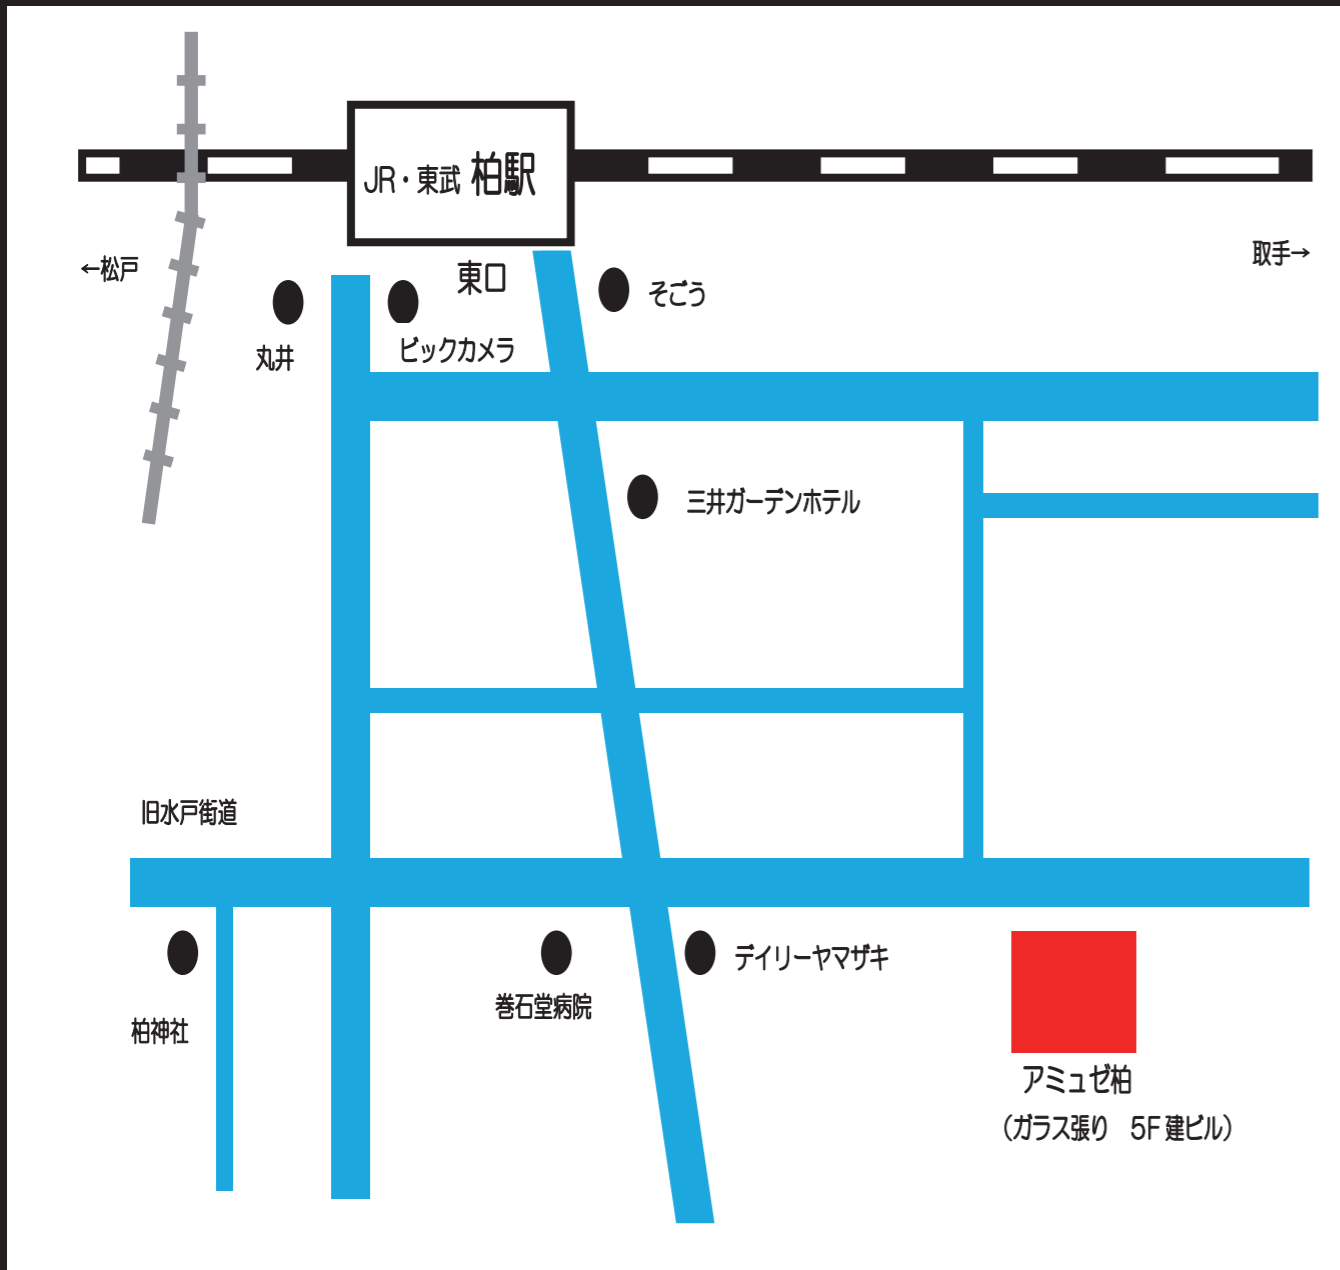 JR・東武 柏駅
←松戸
東口
そごう
取手→
丸井
ビックカメラ
三井ガーデンホテル
旧水戸街道
デイリーヤマザキ
巻石堂病院
柏神社
アミュゼ柏
（ガラス張り　5F建ビル）